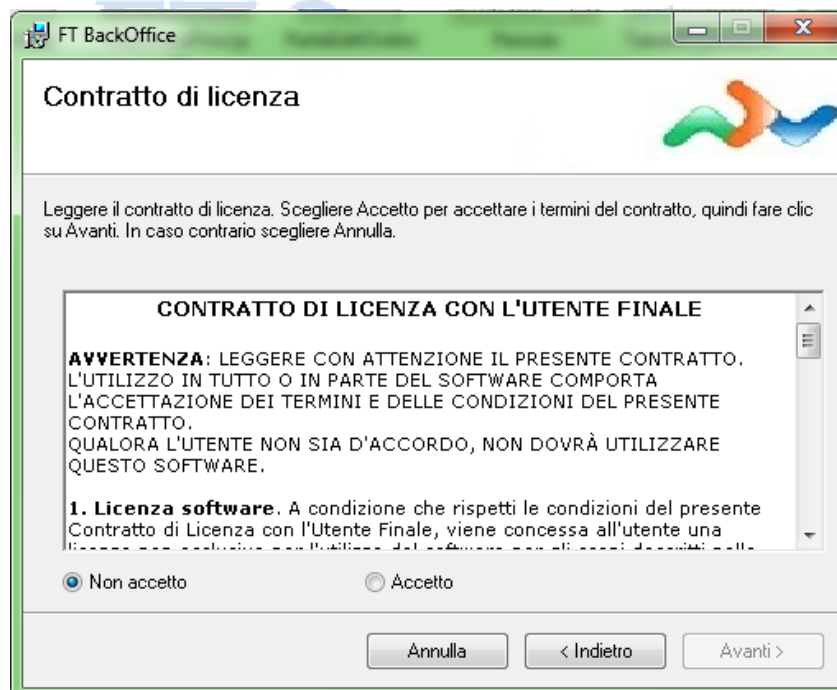 FT BackOffice
Contratto di licenza
Leggere il contratto di licenza. Scegliere Accetto per accettare i termini del contratto, quindi fare clic
su Avanti. In caso contrario scegliere Annulla.
CONTRATTO DI LICENZA CON L'UTENTE FINALE
AVVERTENZA: LEGGERE CON ATTENZIONE IL PRESENTE CONTRATTO.
L'UTILIZZO IN TUTTO O IN PARTE DEL SOFTWARE COMPORTA
L'ACCETTAZIONE DEI TERMINI E DELLE CONDIZIONI DEL PRESENTE
CONTRATTO.
QUALORA L'UTENTE NON SIA D'ACCORDO, NON DOVRÀ UTILIZZARE
QUESTO SOFTWARE.
1. Licenza software. A condizione che rispetti le condizioni del presente
Contratto di Licenza con l'Utente Finale, viene concessa all'utente una
Non accetto
Accetto
Annulla
< Indietro
Avanti >